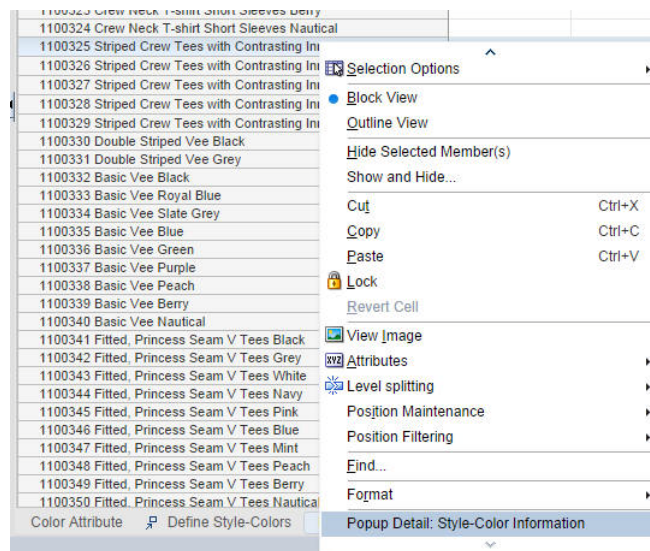 1100323 Crew Neck T-shirt Short Sleeves Berry
1100324 Crew Neck T-shirt Short Sleeves Nautical
1100325 Striped Crew Tees with Contrasting
1100326 Striped Crew Tees with Contrasting
1100327 Striped Crew Tees with Contrasting
1100328 Striped Crew Tees with Contrasting
1100329 Striped Crew Tees with Contrasting
1100330 Double Striped Vee Black
1100331 Double Striped Vee Grey
1100332 Basic Vee Black
1100333 Basic Vee Royal Blue
1100334 Basic Vee Slate Grey
1100335 Basic Vee Blue
1100336 Basic Vee Green
1100337 Basic Vee Purple
1100338 Basic Vee Peach
1100339 Basic Vee Berry
1100340 Basic Vee Nautical
1100341 Fitted, Princess Seam V Tees Black
1100342 Fitted, Princess Seam V Tees Grey
1100343 Fitted, Princess Seam V Tees White
1100344 Fitted, Princess Seam V Tees Navy
1100345 Fitted, Princess Seam V Tees Pink
1100346 Fitted, Princess Seam V Tees Blue
1100347 Fitted, Princess Seam V Tees Mint
1100348 Fitted, Princess Seam V Tees Peach
1100349 Fitted, Princess Seam V Tees Berry
1100350 Fitted, Princess Seam V Tees Nautical
Color Attribute Define Style-Colors
Selection Options
Block View
Outline View
Hide Selected Member(s)
Show and Hide...
Cut Ctrl+X
Copy Ctrl+C
Paste Ctrl+V
Lock
Revert Cell
View Image
XYZ Attributes
Level splitting
Position Maintenance
Position Filtering
Find...
Format
Popup Detail: Style-Color Information